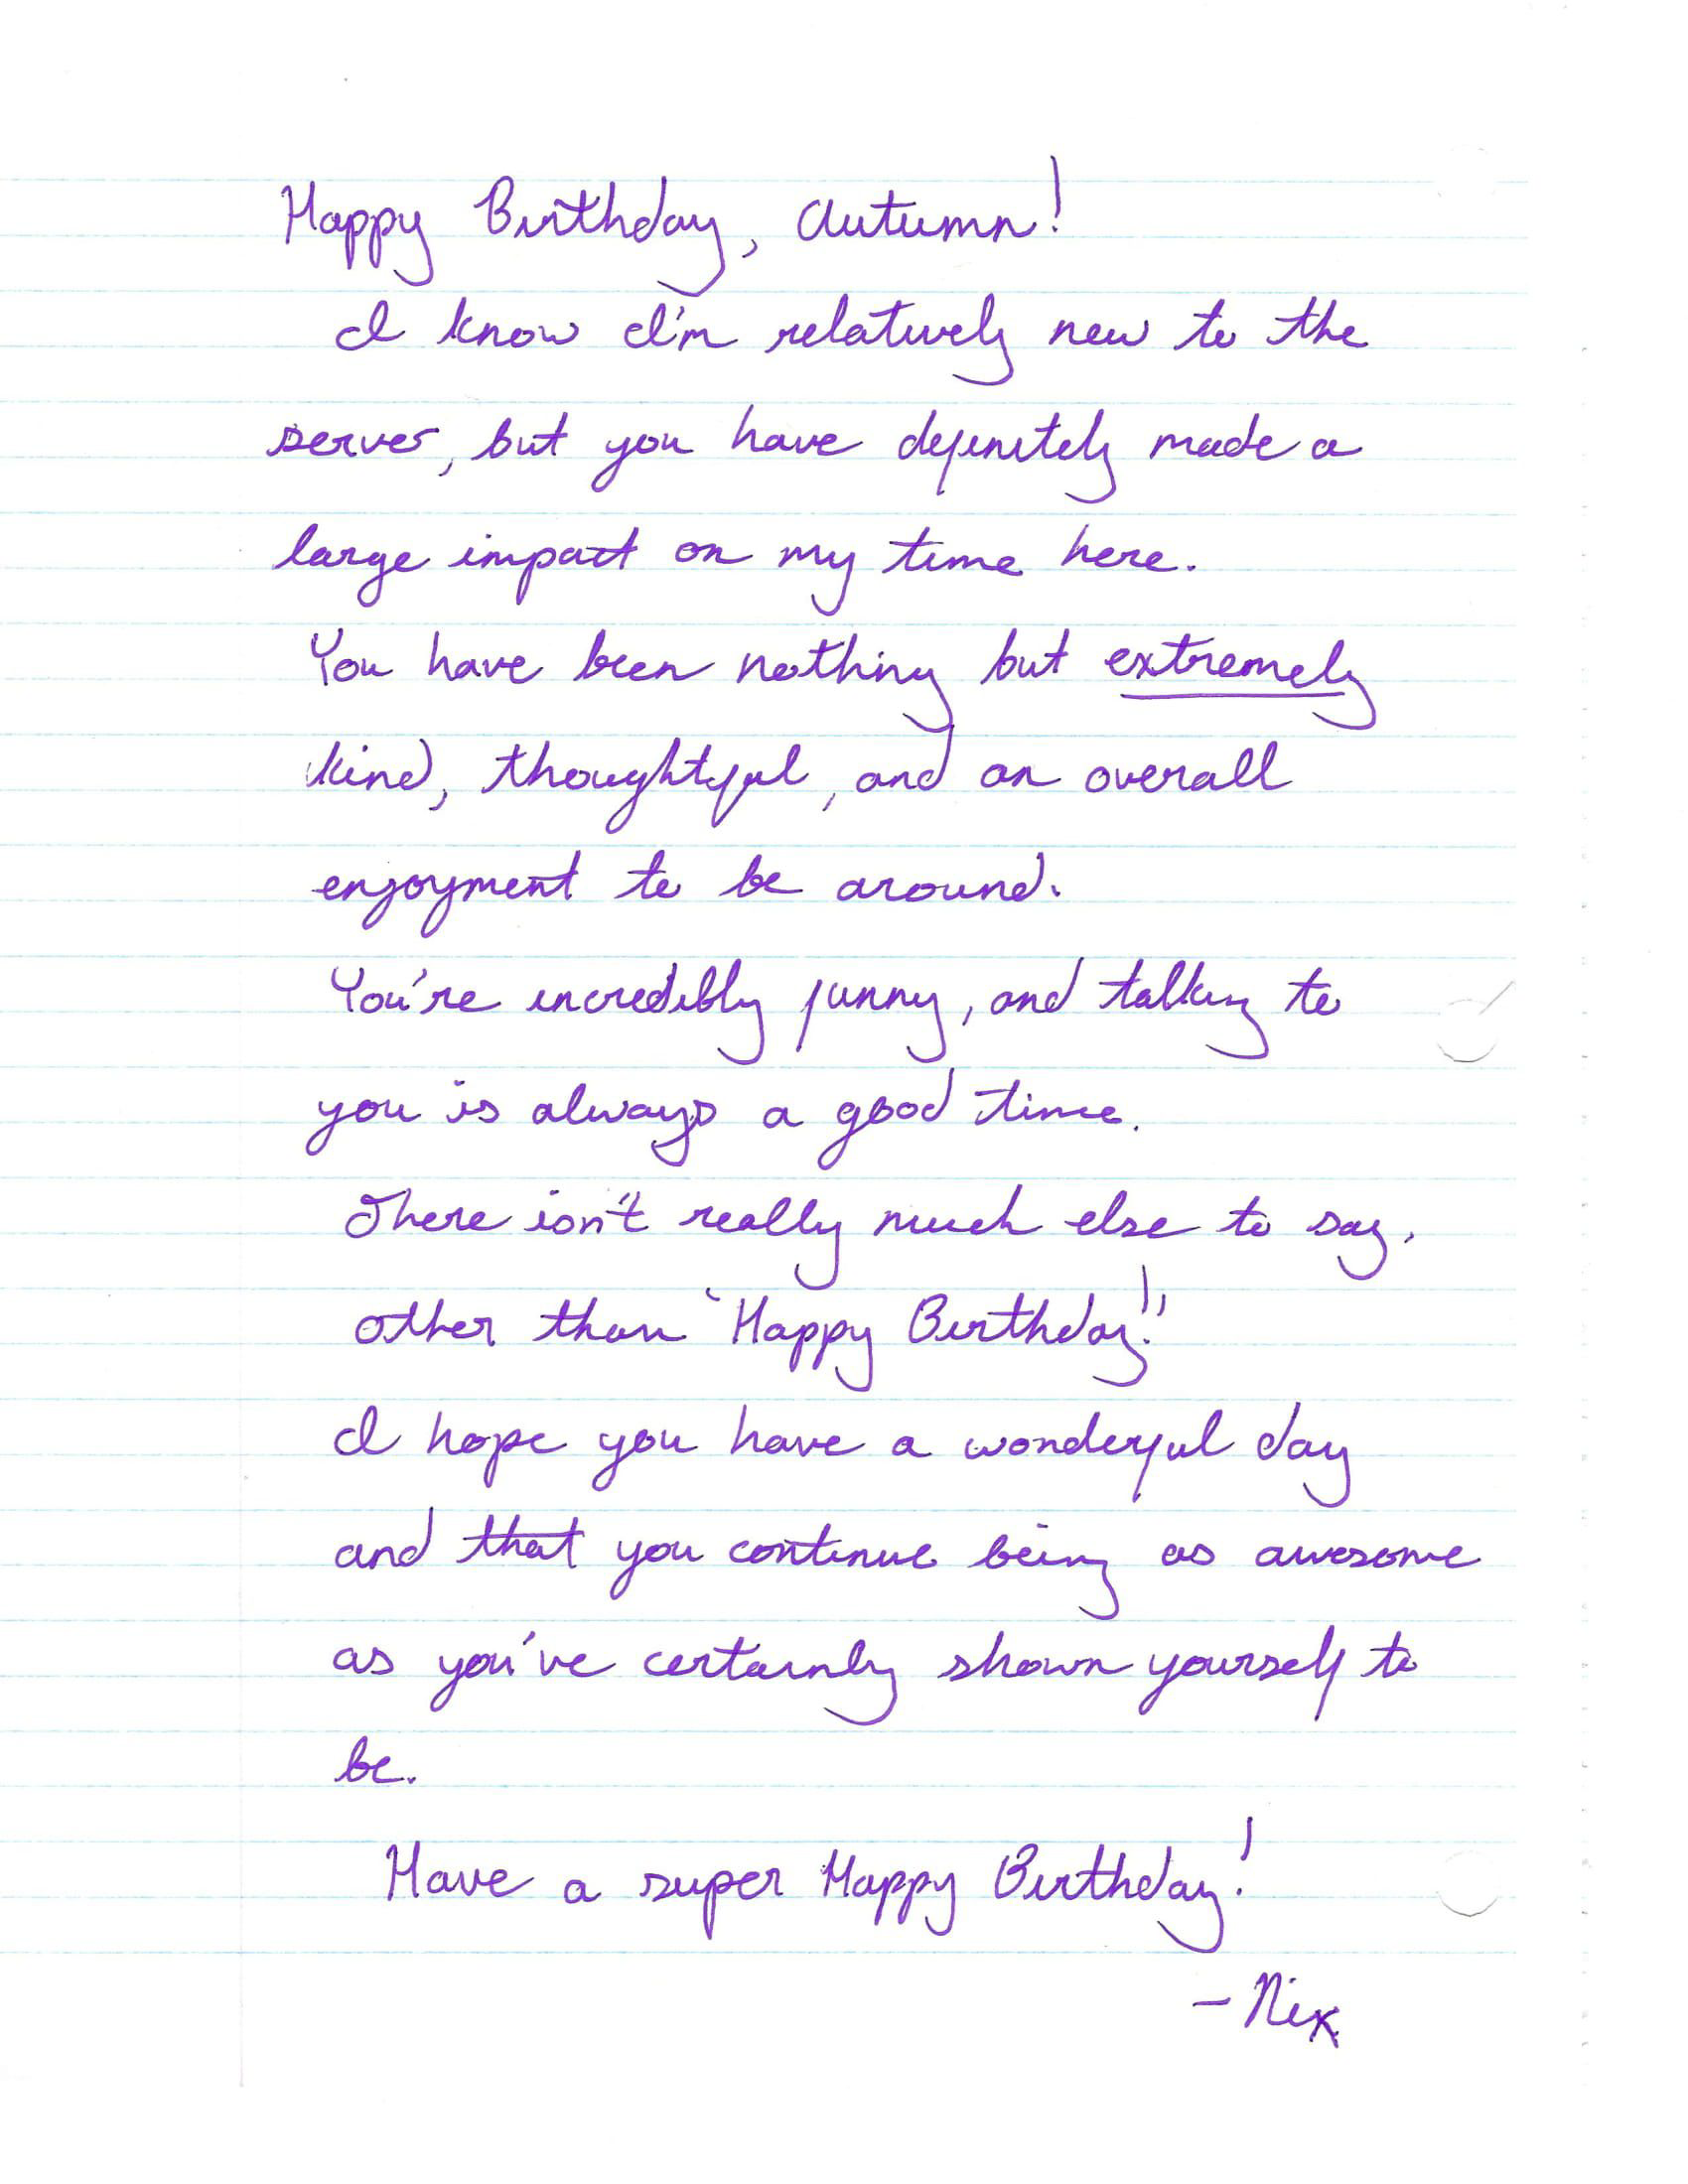 Happy Birthday, Autumn!
I know I'm relatively new to the
server, but you have definitely made a
large impact on my time here.
You have been nothing but extremely
kind, thoughtful, and an overall
enjoyment to be around.
You're incredibly funny, and talking to
you is always a good time.
There isn't really much else to say,
other than "Happy Birthday!"
I hope you have a wonderful day
and that you continue being as awesome
as you've certainly shown yourself to
be.
Have a super Happy Birthday!
- Nix